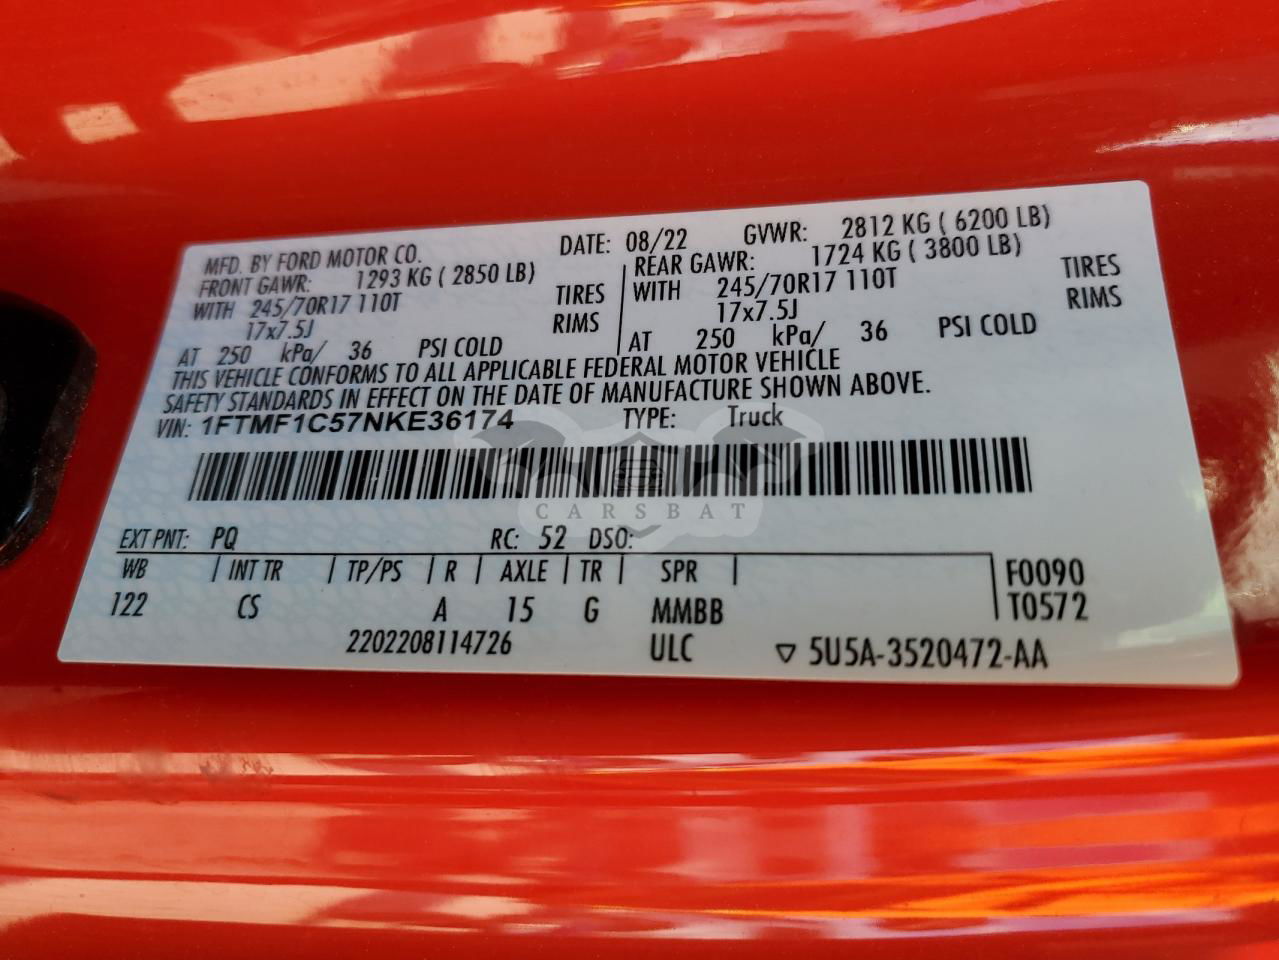 MFD. BY FORD MOTOR CO. DATE: 08/22 GVWR: 2812 KG ( 6200 LB)
FRONT GAWR: 1293 KG ( 2850 LB) REAR GAWR: 1724 KG ( 3800 LB)
WITH 245/70R17 110T TIRES WITH 245/70R17 110T TIRES
17x7.5J RIMS 17x7.5J RIMS
AT 250 kPa/ 36 PSI COLD AT 250 kPa/ 36 PSI COLD
THIS VEHICLE CONFORMS TO ALL APPLICABLE FEDERAL MOTOR VEHICLE
SAFETY STANDARDS IN EFFECT ON THE DATE OF MANUFACTURE SHOWN ABOVE.
VIN: 1FTMF1C57NKE36174 TYPE: Truck
CARSBAT
EXT PNT: PQ RC: 52 DSO:
WB INT TR TP/PS R AXLE TR SPR F0090
122 CS A 15 G MMBB T0572
2202208114726 ULC ▽ 5U5A-3520472-AA